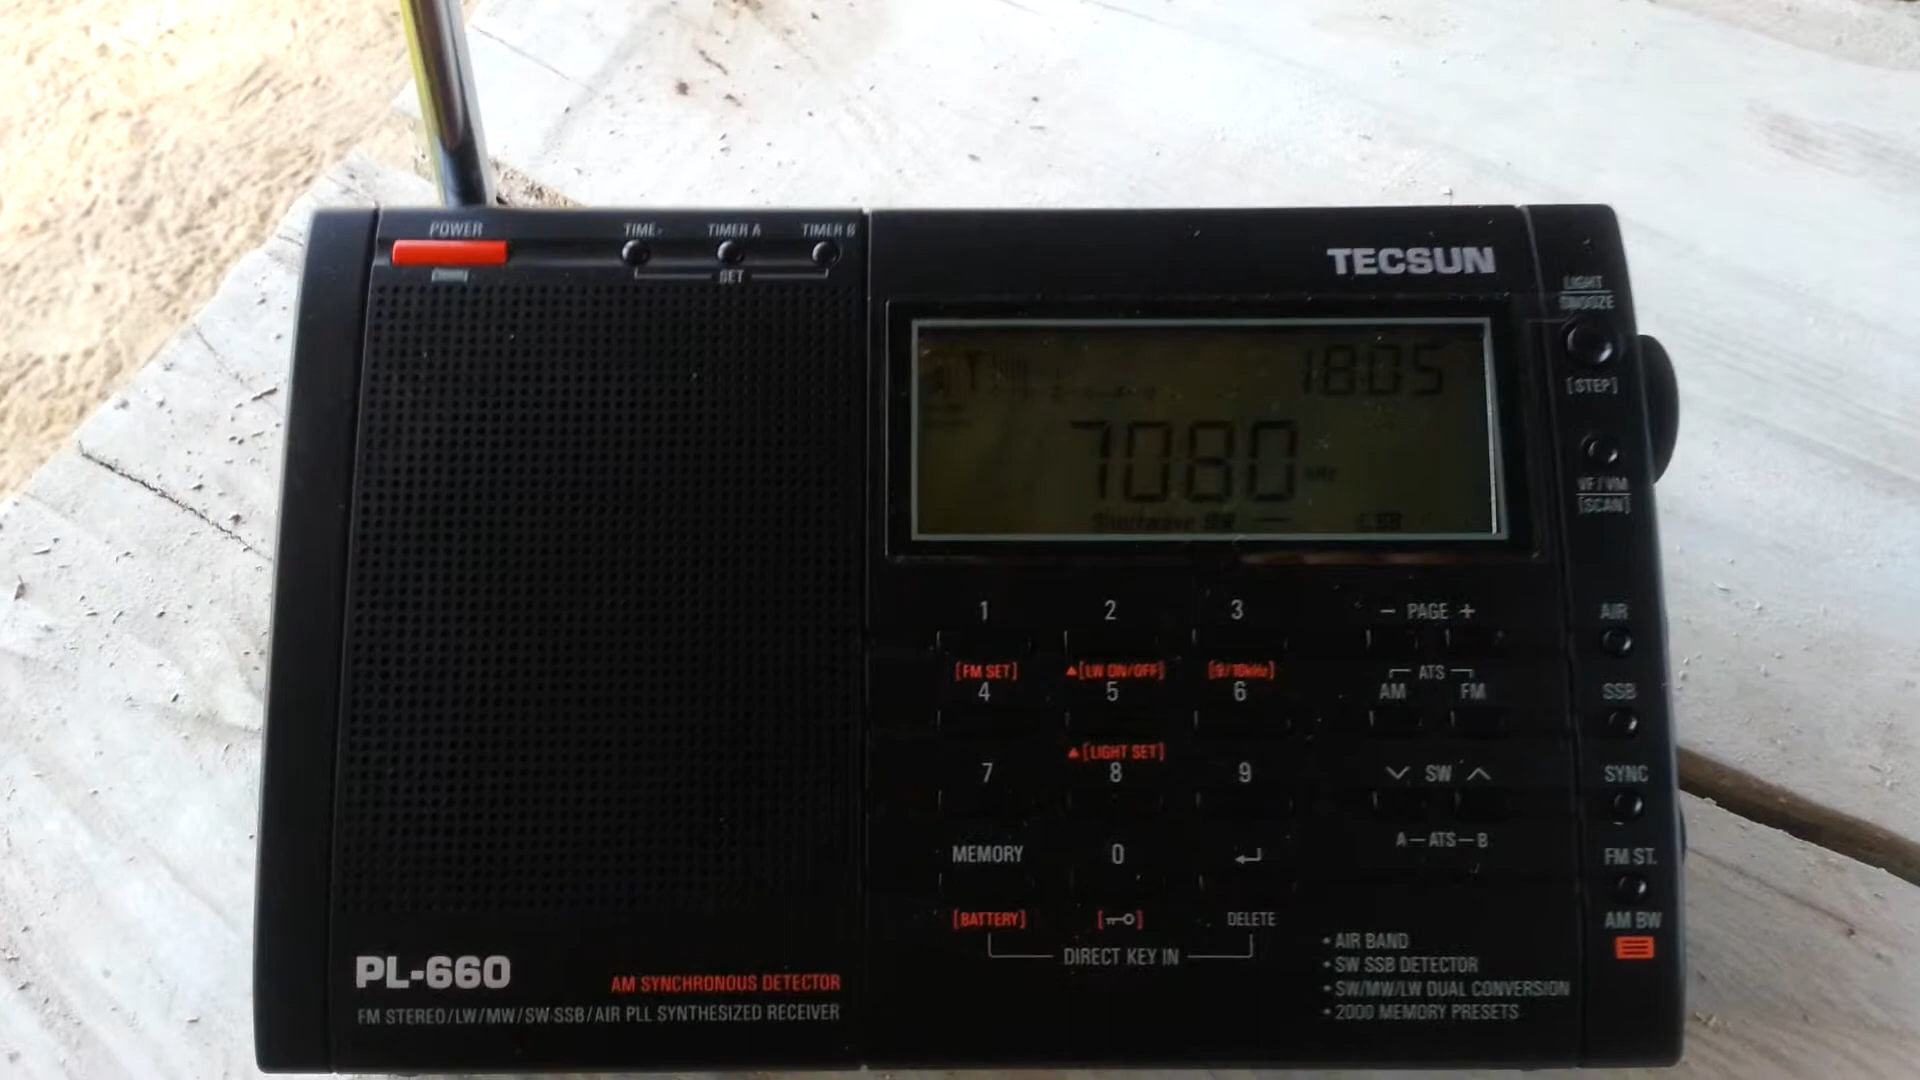 POWER
TIME
TIMER A
TIMER B
SET
TECSUN
LIGHT
SNOOZE
[STEP]
18:05
7080
kHz
VF/VM
[SCAN]
1
2
3
- PAGE +
AIR
[FM SET]
[LW ON/OFF]
[9/10kHz]
ATS
4
5
6
AM
FM
SSB
[LIGHT SET]
7
8
9
SW
SYNC
A-ATS-B
MEMORY
0
FM ST.
[BATTERY]
DELETE
AM BW
DIRECT KEY IN
• AIR BAND
• SW SSB DETECTOR
• SW/MW/LW DUAL CONVERSION
• 2000 MEMORY PRESETS
PL-660
AM SYNCHRONOUS DETECTOR
FM STEREO/LW/MW/SW-SSB/AIR PLL SYNTHESIZED RECEIVER